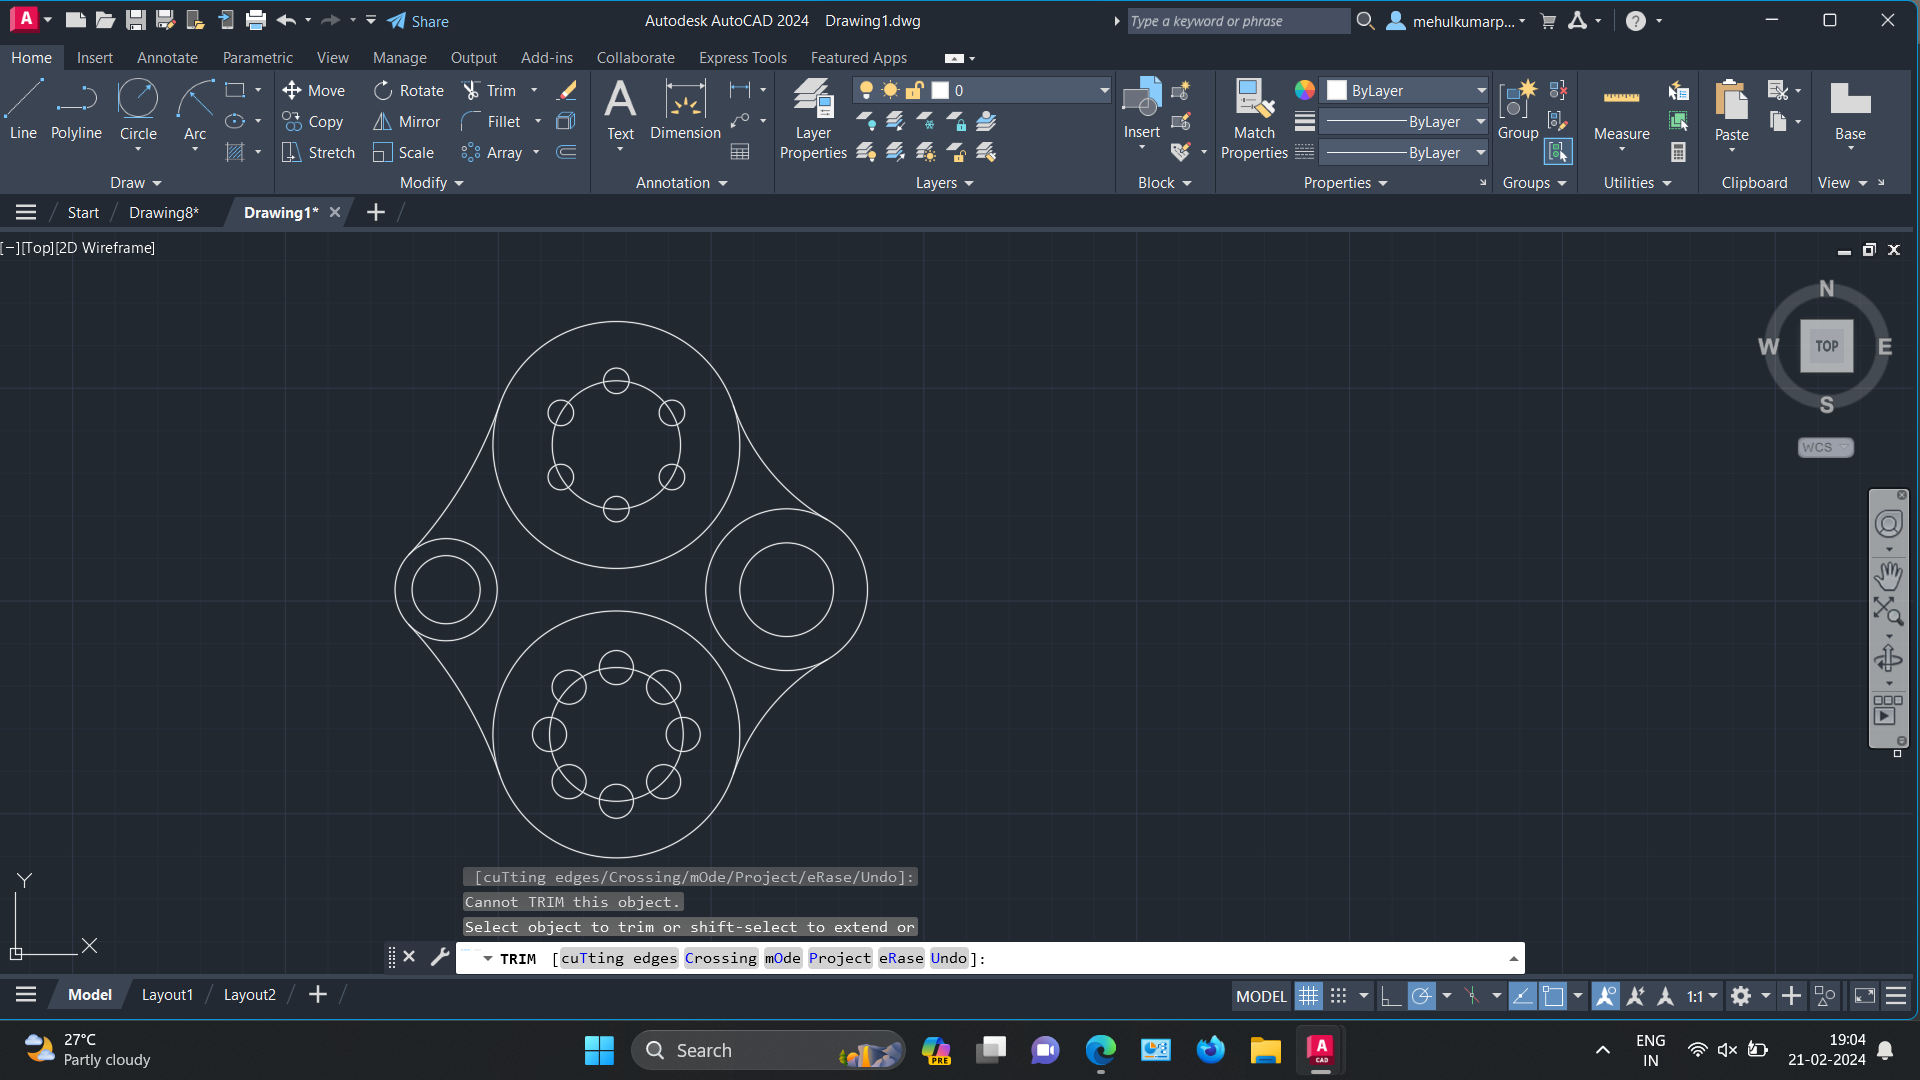 A Share Autodesk AutoCAD 2024 Drawing1.dwg Type a keyword or phrase mehulkumarp... ?
Home Insert Annotate Parametric View Manage Output Add-ins Collaborate Express Tools Featured Apps
Line Polyline Circle Arc
Draw
Move Rotate Trim
Copy Mirror Fillet
Stretch Scale Array
Modify
Text Dimension
Annotation
Layer Properties
0
Layers
Insert
Block
Match Properties
ByLayer
ByLayer
ByLayer
Properties
Group
Groups
Measure
Utilities
Paste
Clipboard
Base
View
Start Drawing8* Drawing1*
[−][Top][2D Wireframe]
N
W TOP E
S
WCS
Y
X
[cuTting edges/Crossing/mOde/Project/eRase/Undo]:
Cannot TRIM this object.
Select object to trim or shift-select to extend or
TRIM [cuTting edges Crossing mOde Project eRase Undo]:
Model Layout1 Layout2 MODEL 1:1
27°C
Partly cloudy
Search
PRE
A
CAD
ENG
IN
19:04
21-02-2024